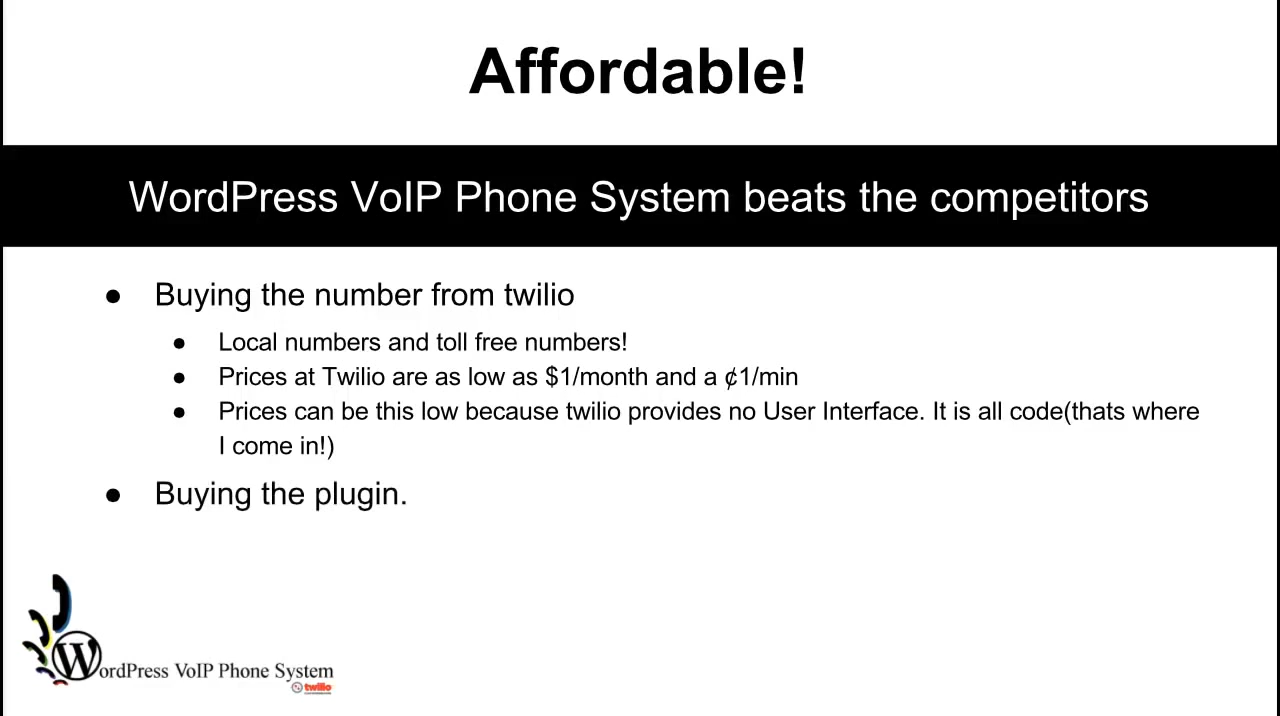 Affordable!
WordPress VoIP Phone System beats the competitors
● Buying the number from twilio
● Local numbers and toll free numbers!
● Prices at Twilio are as low as $1/month and a ¢1/min
● Prices can be this low because twilio provides no User Interface. It is all code(thats where
I come in!)
● Buying the plugin.
WordPress VoIP Phone System
twilio